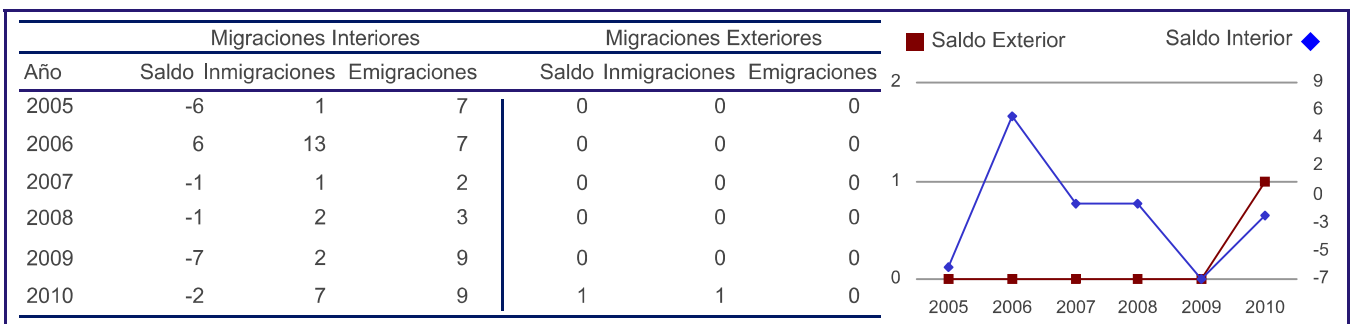 Migraciones Interiores Migraciones Exteriores
Año Saldo Inmigraciones Emigraciones Saldo Inmigraciones Emigraciones
2005 -6 1 7 0 0 0
2006 6 13 7 0 0 0
2007 -1 1 2 0 0 0
2008 -1 2 3 0 0 0
2009 -7 2 9 0 0 0
2010 -2 7 9 1 1 0
Saldo Exterior Saldo Interior
2 9
6
4
2
1 0
-3
-5
0 -7
2005 2006 2007 2008 2009 2010